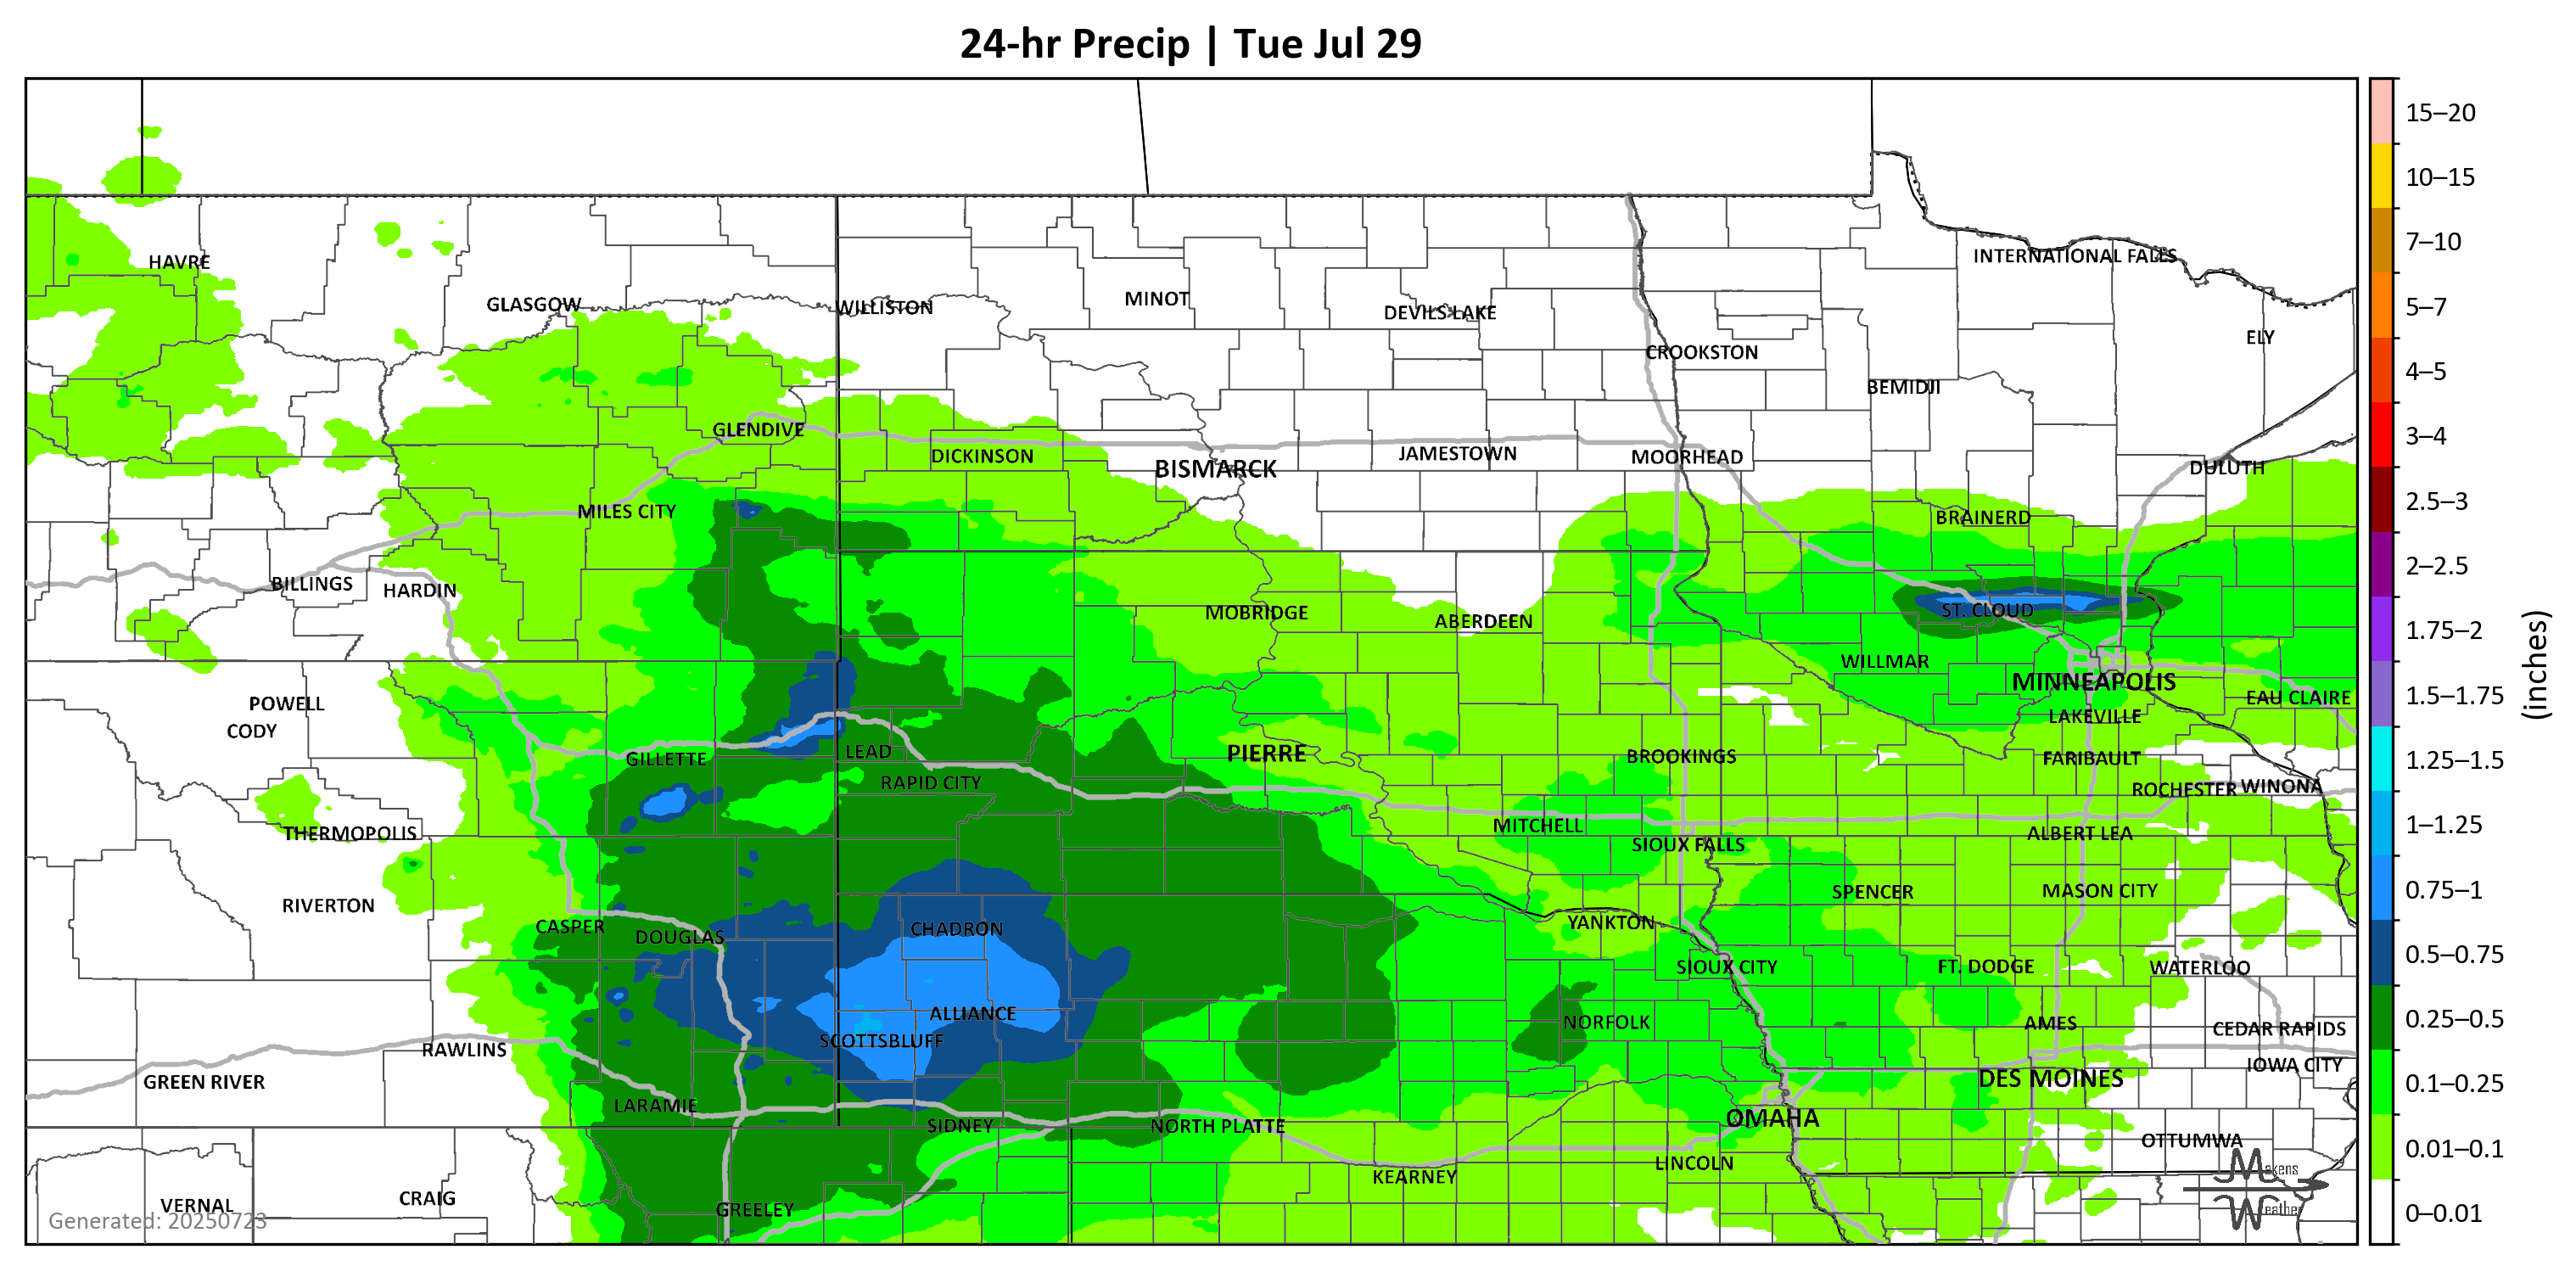 24-hr Precip | Tue Jul 29
15–20
10–15
7–10
5–7
4–5
3–4
2.5–3
2–2.5
1.75–2
1.5–1.75
1.25–1.5
1–1.25
0.75–1
0.5–0.75
0.25–0.5
0.1–0.25
0.01–0.1
0–0.01
(inches)
HAVRE
INTERNATIONAL FALLS
GLASGOW
WILLISTON
MINOT
DEVILS LAKE
ELY
CROOKSTON
BEMIDJI
GLENDIVE
DICKINSON
BISMARCK
JAMESTOWN
MOORHEAD
DULUTH
MILES CITY
BRAINERD
BILLINGS
HARDIN
MOBRIDGE
ABERDEEN
ST. CLOUD
WILLMAR
MINNEAPOLIS
POWELL
EAU CLAIRE
CODY
LAKEVILLE
GILLETTE
LEAD
PIERRE
BROOKINGS
FARIBAULT
RAPID CITY
ROCHESTER
WINONA
THERMOPOLIS
MITCHELL
ALBERT LEA
SIOUX FALLS
RIVERTON
SPENCER
MASON CITY
CASPER
DOUGLAS
CHADRON
YANKTON
SIOUX CITY
FT. DODGE
WATERLOO
ALLIANCE
NORFOLK
AMES
CEDAR RAPIDS
SCOTTSBLUFF
RAWLINS
IOWA CITY
GREEN RIVER
DES MOINES
LARAMIE
SIDNEY
NORTH PLATTE
OMAHA
OTTUMWA
KEARNEY
LINCOLN
VERNAL
CRAIG
GREELEY
Generated: 20250723
Makens
Weather